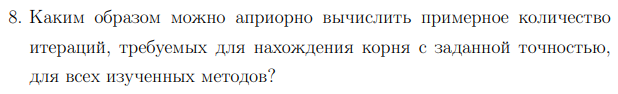 8. Каким образом можно априорно вычислить примерное количество
итераций, требуемых для нахождения корня с заданной точностью,
для всех изученных методов?